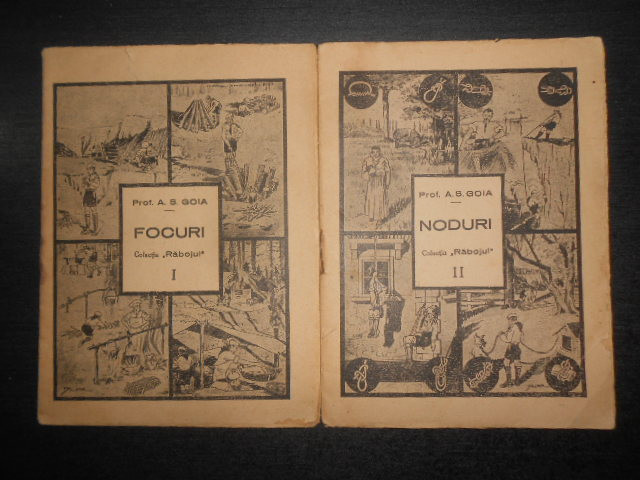 Prof. A. S. GOIA
FOCURI
Colecția „Răbojul"
I
Prof. A. S. GOIA
NODURI
Colecția „Răbojul"
II